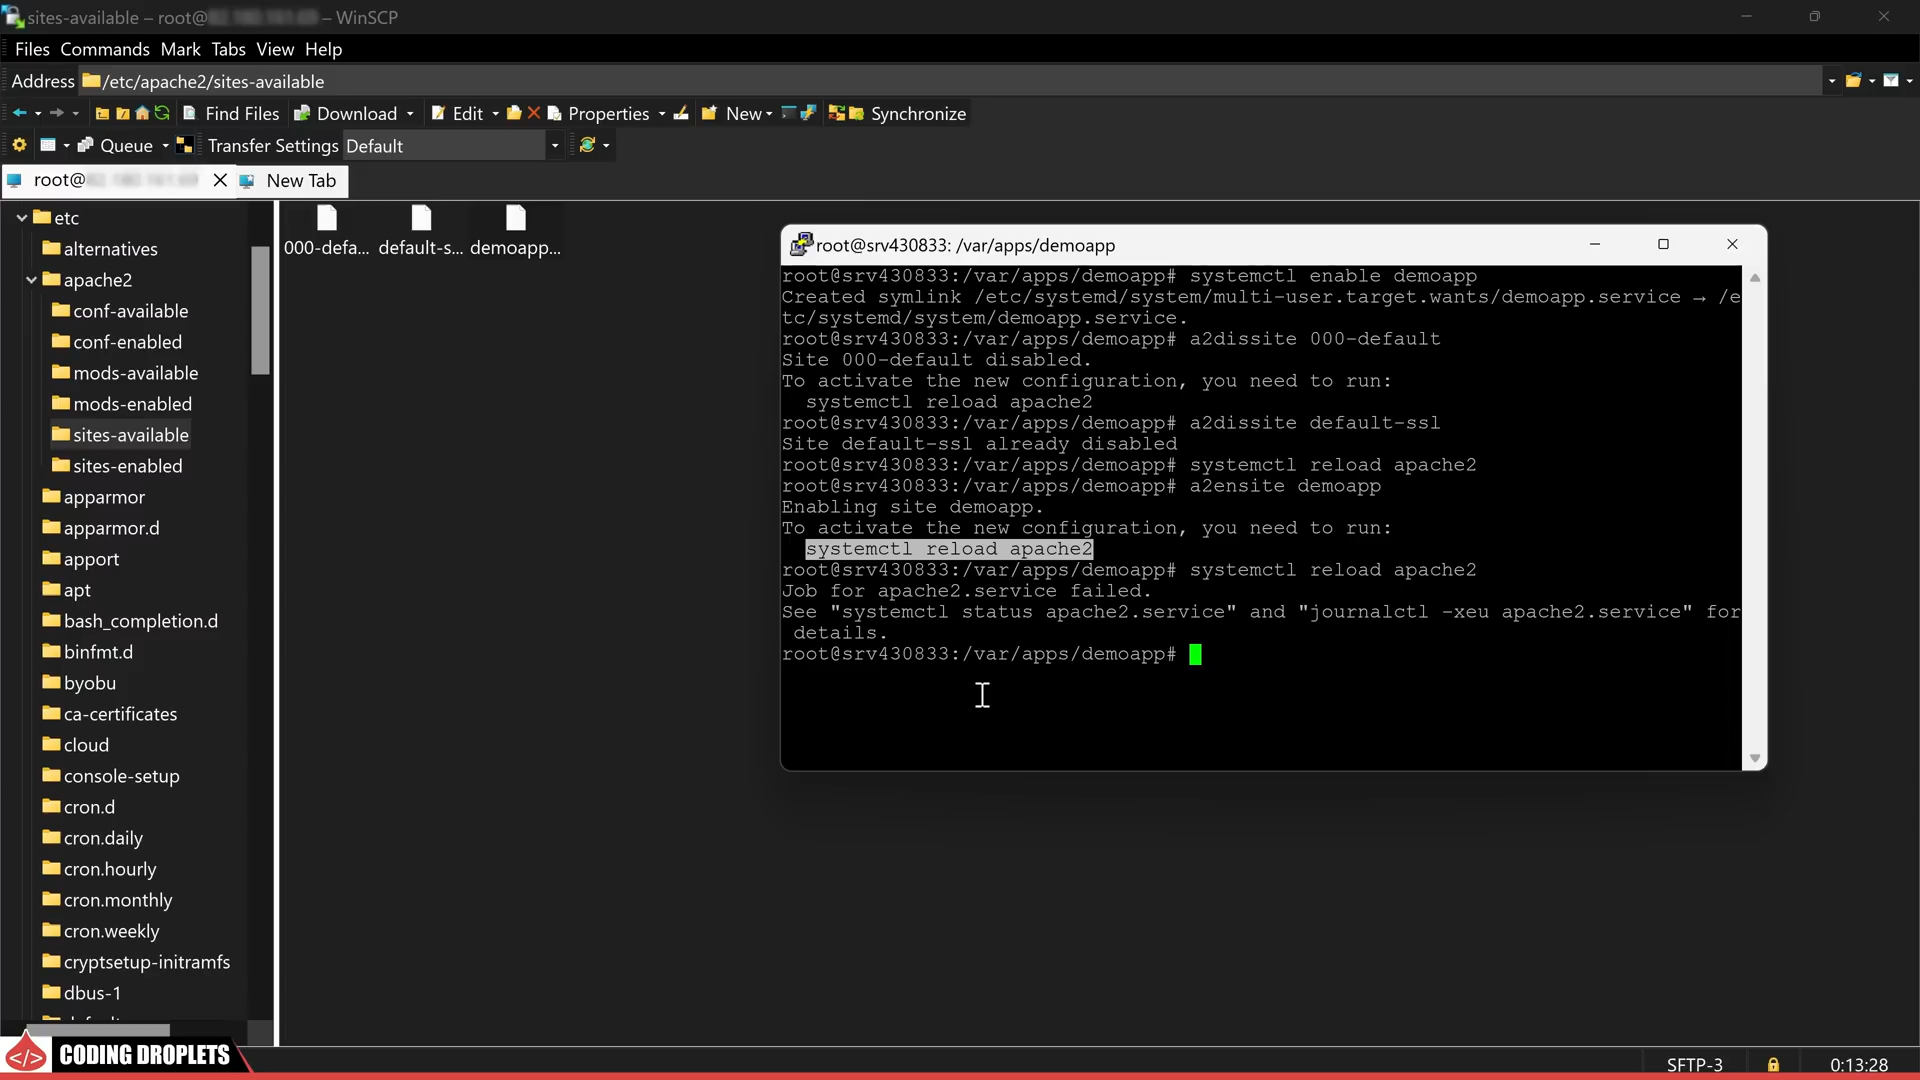 sites-available – root@ – WinSCP
Files Commands Mark Tabs View Help
Address /etc/apache2/sites-available
Find Files Download Edit Properties New Synchronize
Queue Transfer Settings Default
root@ New Tab
etc
alternatives
apache2
conf-available
conf-enabled
mods-available
mods-enabled
sites-available
sites-enabled
apparmor
apparmor.d
apport
apt
bash_completion.d
binfmt.d
byobu
ca-certificates
cloud
console-setup
cron.d
cron.daily
cron.hourly
cron.monthly
cron.weekly
cryptsetup-initramfs
dbus-1
000-defa... default-s... demoapp...
root@srv430833: /var/apps/demoapp
root@srv430833:/var/apps/demoapp# systemctl enable demoapp
Created symlink /etc/systemd/system/multi-user.target.wants/demoapp.service → /e
tc/systemd/system/demoapp.service.
root@srv430833:/var/apps/demoapp# a2dissite 000-default
Site 000-default disabled.
To activate the new configuration, you need to run:
systemctl reload apache2
root@srv430833:/var/apps/demoapp# a2dissite default-ssl
Site default-ssl already disabled
root@srv430833:/var/apps/demoapp# systemctl reload apache2
root@srv430833:/var/apps/demoapp# a2ensite demoapp
Enabling site demoapp.
To activate the new configuration, you need to run:
systemctl reload apache2
root@srv430833:/var/apps/demoapp# systemctl reload apache2
Job for apache2.service failed.
See "systemctl status apache2.service" and "journalctl -xeu apache2.service" for
details.
root@srv430833:/var/apps/demoapp#
</> CODING DROPLETS
SFTP-3 0:13:28